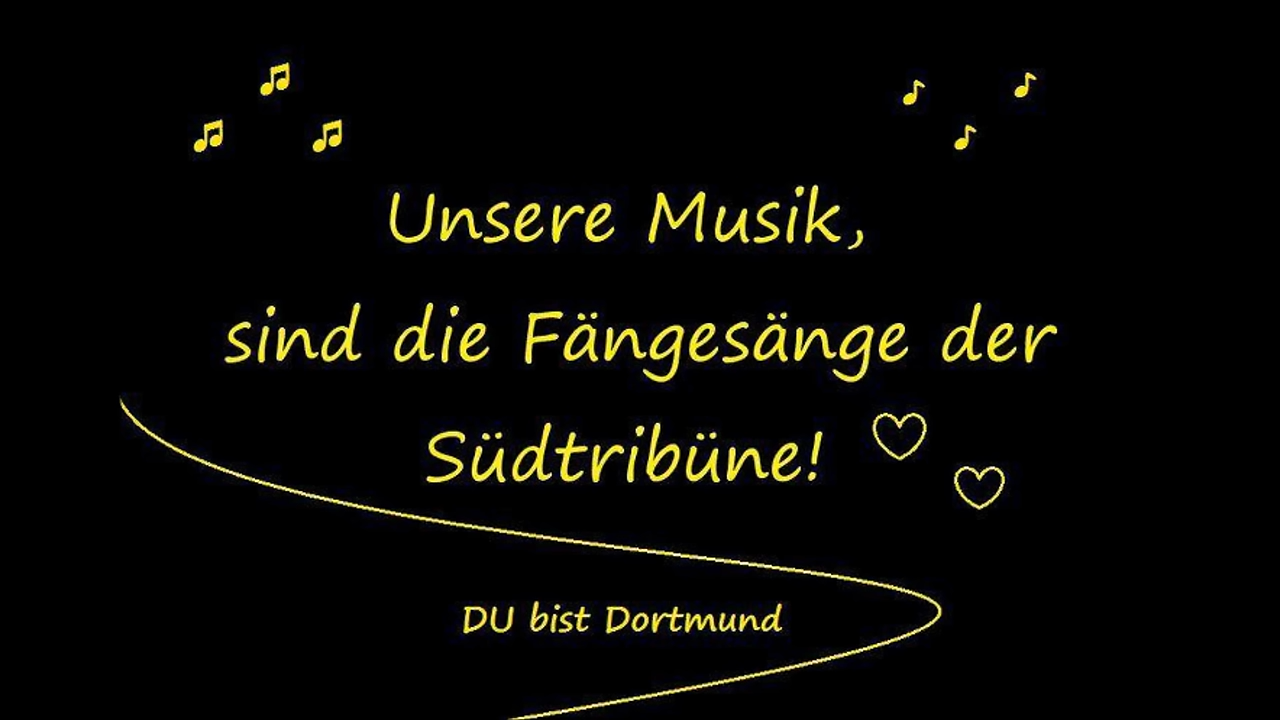 Unsere Musik,
sind die Fängesänge der
Südtribüne!
DU bist Dortmund